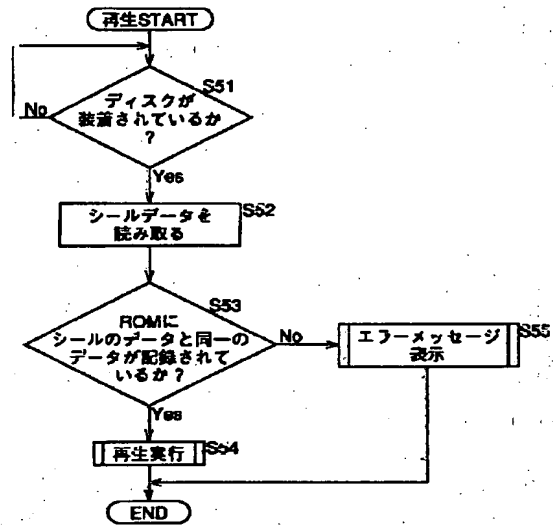 再生START
S51
ディスクが
装着されているか
?
No
Yes
シールデータを
読み取る
S52
S53
ROMに
シールのデータと同一の
データが記録されて
いるか?
No
エラーメッセージ
表示
S55
Yes
再生実行
S54
END